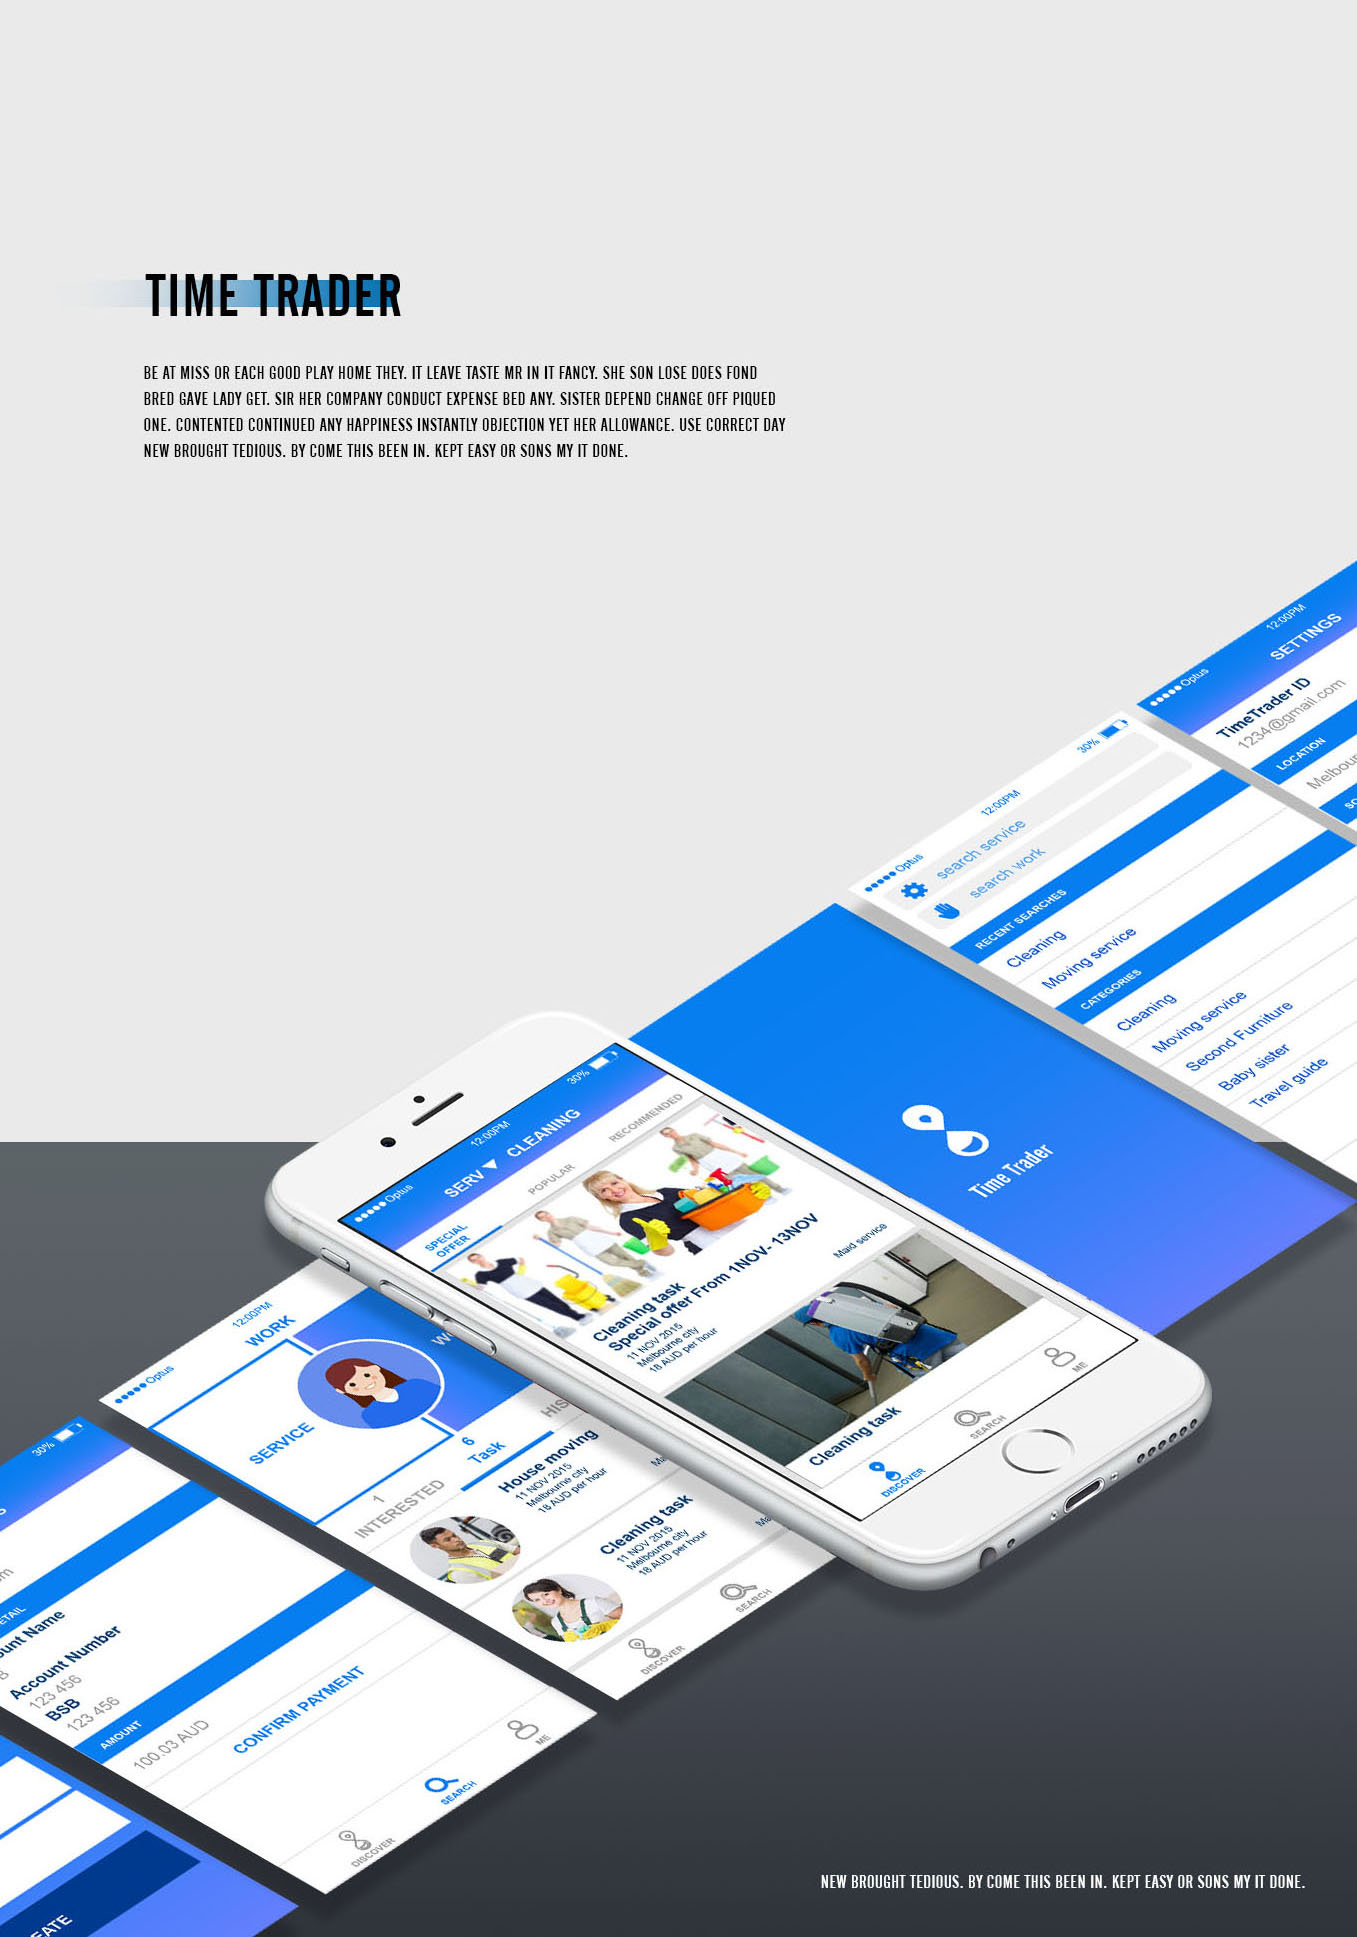 TIME TRADER
BE AT MISS OR EACH GOOD PLAY HOME THEY. IT LEAVE TASTE MR IN IT FANCY. SHE SON LOSE DOES FOND
BRED GAVE LADY GET. SIR HER COMPANY CONDUCT EXPENSE BED ANY. SISTER DEPEND CHANGE OFF PIQUED
ONE. CONTENTED CONTINUED ANY HAPPINESS INSTANTLY OBJECTION YET HER ALLOWANCE. USE CORRECT DAY
NEW BROUGHT TEDIOUS. BY COME THIS BEEN IN. KEPT EASY OR SONS MY IT DONE.
Optus
12:00PM
SETTINGS
TimeTrader ID
1234@gmail.com
LOCATION
Optus
12:00PM
30%
search service
search work
RECENT SEARCHES
Cleaning
Moving service
CATEGORIES
Cleaning
Moving service
Second Furniture
Baby sister
Travel guide
Time Trader
Optus
12:00PM
30%
SERV
CLEANING
SPECIAL
OFFER
POPULAR
RECOMMENDED
Cleaning task
Special offer From 1NOV- 13NOV
11 NOV 2015
Melbourne city
18 AUD per hour
Maid service
Cleaning task
DISCOVER
SEARCH
ME
Optus
12:00PM
WORK
SERVICE
1
INTERESTED
6
Task
House moving
11 NOV 2015
Melbourne city
18 AUD per hour
Cleaning task
11 NOV 2015
Melbourne city
18 AUD per hour
DISCOVER
SEARCH
30%
Account Number
123 456
BSB
123 456
AMOUNT
100.03 AUD
CONFIRM PAYMENT
DISCOVER
SEARCH
ME
NEW BROUGHT TEDIOUS. BY COME THIS BEEN IN. KEPT EASY OR SONS MY IT DONE.